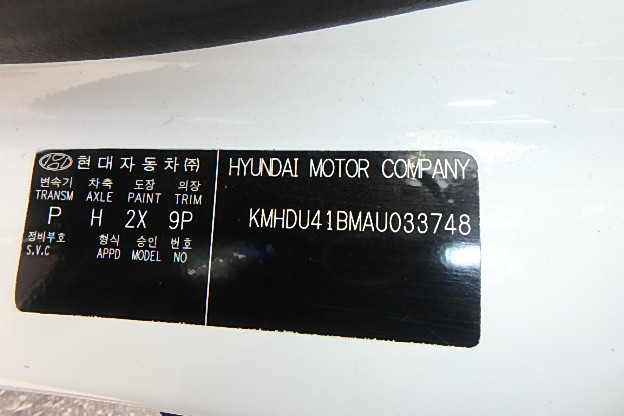 현대자동차㈜
변속기 차축 도장 의장
TRANSM AXLE PAINT TRIM
P H 2X 9P
정비부호 형식 승인 번호
S.V.C APPD MODEL NO
HYUNDAI MOTOR COMPANY
KMHDU41BMAU033748